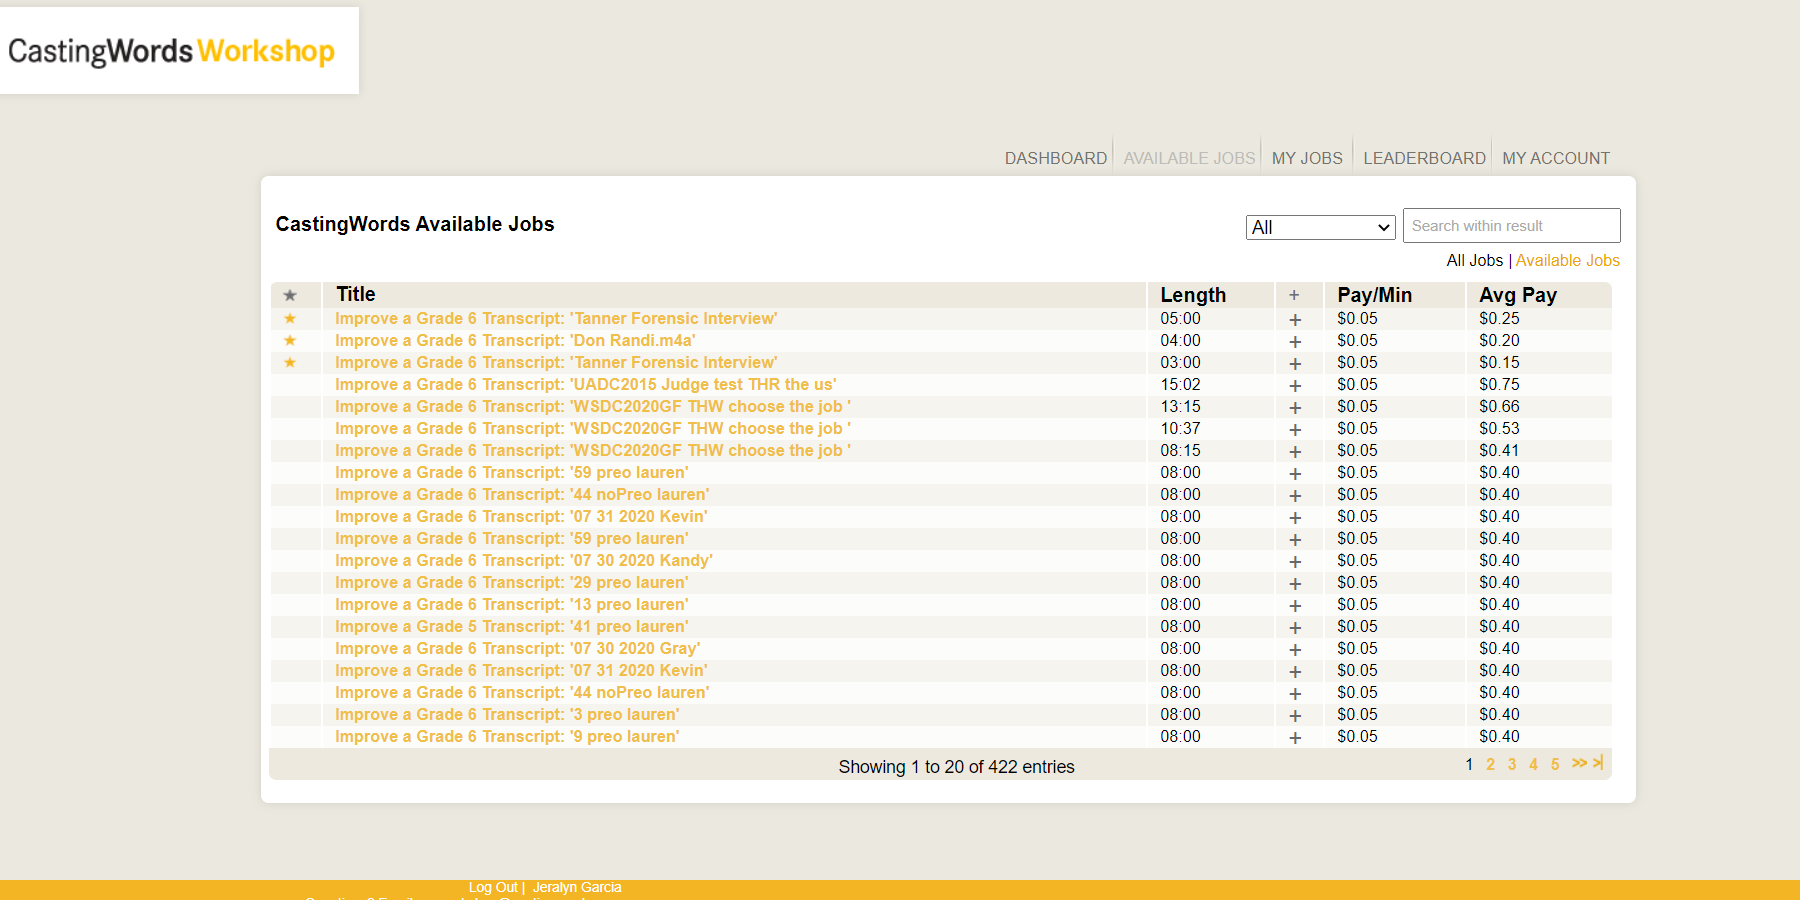 CastingWords Workshop
DASHBOARD AVAILABLE JOBS MY JOBS LEADERBOARD MY ACCOUNT
CastingWords Available Jobs
All Search within result
All Jobs | Available Jobs
★ Title Length + Pay/Min Avg Pay
★ Improve a Grade 6 Transcript: 'Tanner Forensic Interview' 05:00 + $0.05 $0.25
★ Improve a Grade 6 Transcript: 'Don Randi.m4a' 04:00 + $0.05 $0.20
★ Improve a Grade 6 Transcript: 'Tanner Forensic Interview' 03:00 + $0.05 $0.15
Improve a Grade 6 Transcript: 'UADC2015 Judge test THR the us' 15:02 + $0.05 $0.75
Improve a Grade 6 Transcript: 'WSDC2020GF THW choose the job ' 13:15 + $0.05 $0.66
Improve a Grade 6 Transcript: 'WSDC2020GF THW choose the job ' 10:37 + $0.05 $0.53
Improve a Grade 6 Transcript: 'WSDC2020GF THW choose the job ' 08:15 + $0.05 $0.41
Improve a Grade 6 Transcript: '59 preo lauren' 08:00 + $0.05 $0.40
Improve a Grade 6 Transcript: '44 noPreo lauren' 08:00 + $0.05 $0.40
Improve a Grade 6 Transcript: '07 31 2020 Kevin' 08:00 + $0.05 $0.40
Improve a Grade 6 Transcript: '59 preo lauren' 08:00 + $0.05 $0.40
Improve a Grade 6 Transcript: '07 30 2020 Kandy' 08:00 + $0.05 $0.40
Improve a Grade 6 Transcript: '29 preo lauren' 08:00 + $0.05 $0.40
Improve a Grade 6 Transcript: '13 preo lauren' 08:00 + $0.05 $0.40
Improve a Grade 5 Transcript: '41 preo lauren' 08:00 + $0.05 $0.40
Improve a Grade 6 Transcript: '07 30 2020 Gray' 08:00 + $0.05 $0.40
Improve a Grade 6 Transcript: '07 31 2020 Kevin' 08:00 + $0.05 $0.40
Improve a Grade 6 Transcript: '44 noPreo lauren' 08:00 + $0.05 $0.40
Improve a Grade 6 Transcript: '3 preo lauren' 08:00 + $0.05 $0.40
Improve a Grade 6 Transcript: '9 preo lauren' 08:00 + $0.05 $0.40
Showing 1 to 20 of 422 entries 1 2 3 4 5 >> >|
Log Out | Jeralyn Garcia